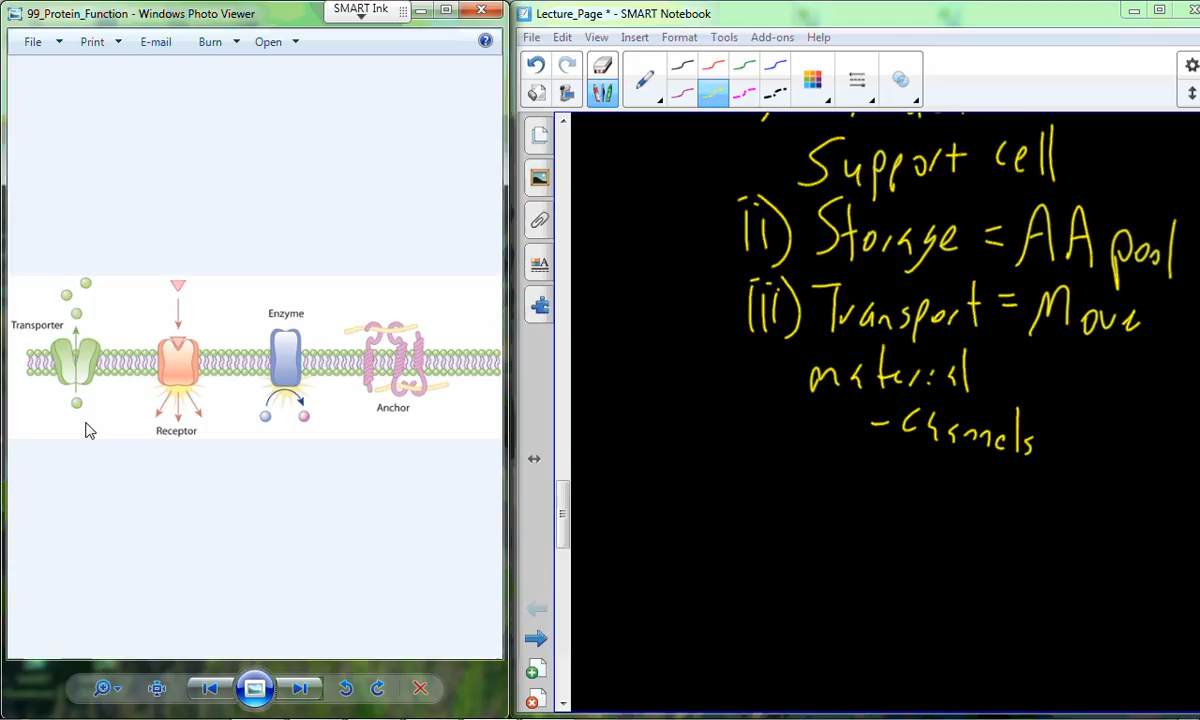 99_Protein_Function - Windows Photo Viewer
SMART Ink
File Print E-mail Burn Open
Transporter
Enzyme
Receptor
Anchor
Lecture_Page * - SMART Notebook
File Edit View Insert Format Tools Add-ons Help
Support cell
ii) Storage = AA pool
iii) Transport = Move
material
- Channels